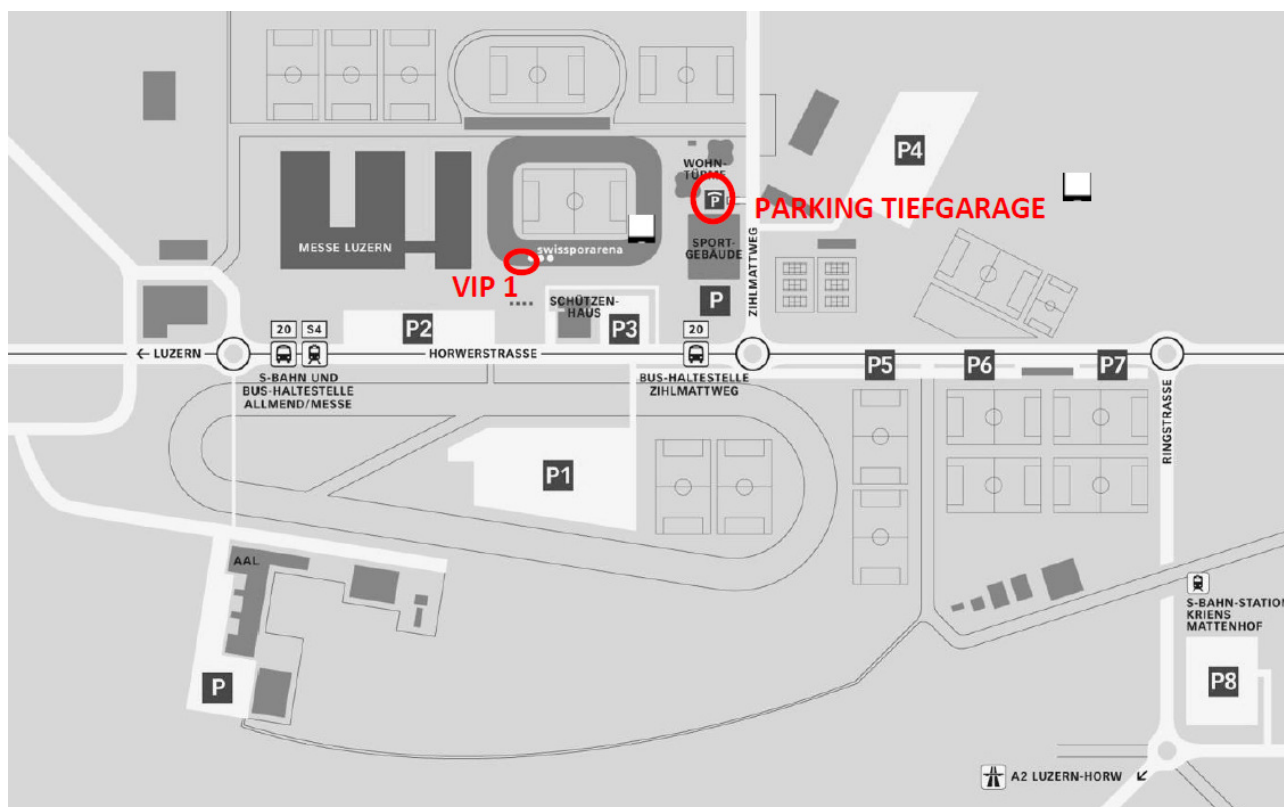 P4
WOHN-
TÜRME
P
PARKING TIEFGARAGE
MESSE LUZERN
swissporarena
SPORT-
GEBÄUDE
ZIHLMATTWEG
VIP 1
SCHÜTZEN-
HAUS
P
P2
P3
20
S4
20
← LUZERN
HORWERSTRASSE
S-BAHN UND
BUS-HALTESTELLE
ALLMEND/MESSE
BUS-HALTESTELLE
ZIHLMATTWEG
P5
P6
P7
RINGSTRASSE
P1
AAL
S-BAHN-STATION
KRIENS
MATTENHOF
P
P8
A2 LUZERN-HORW